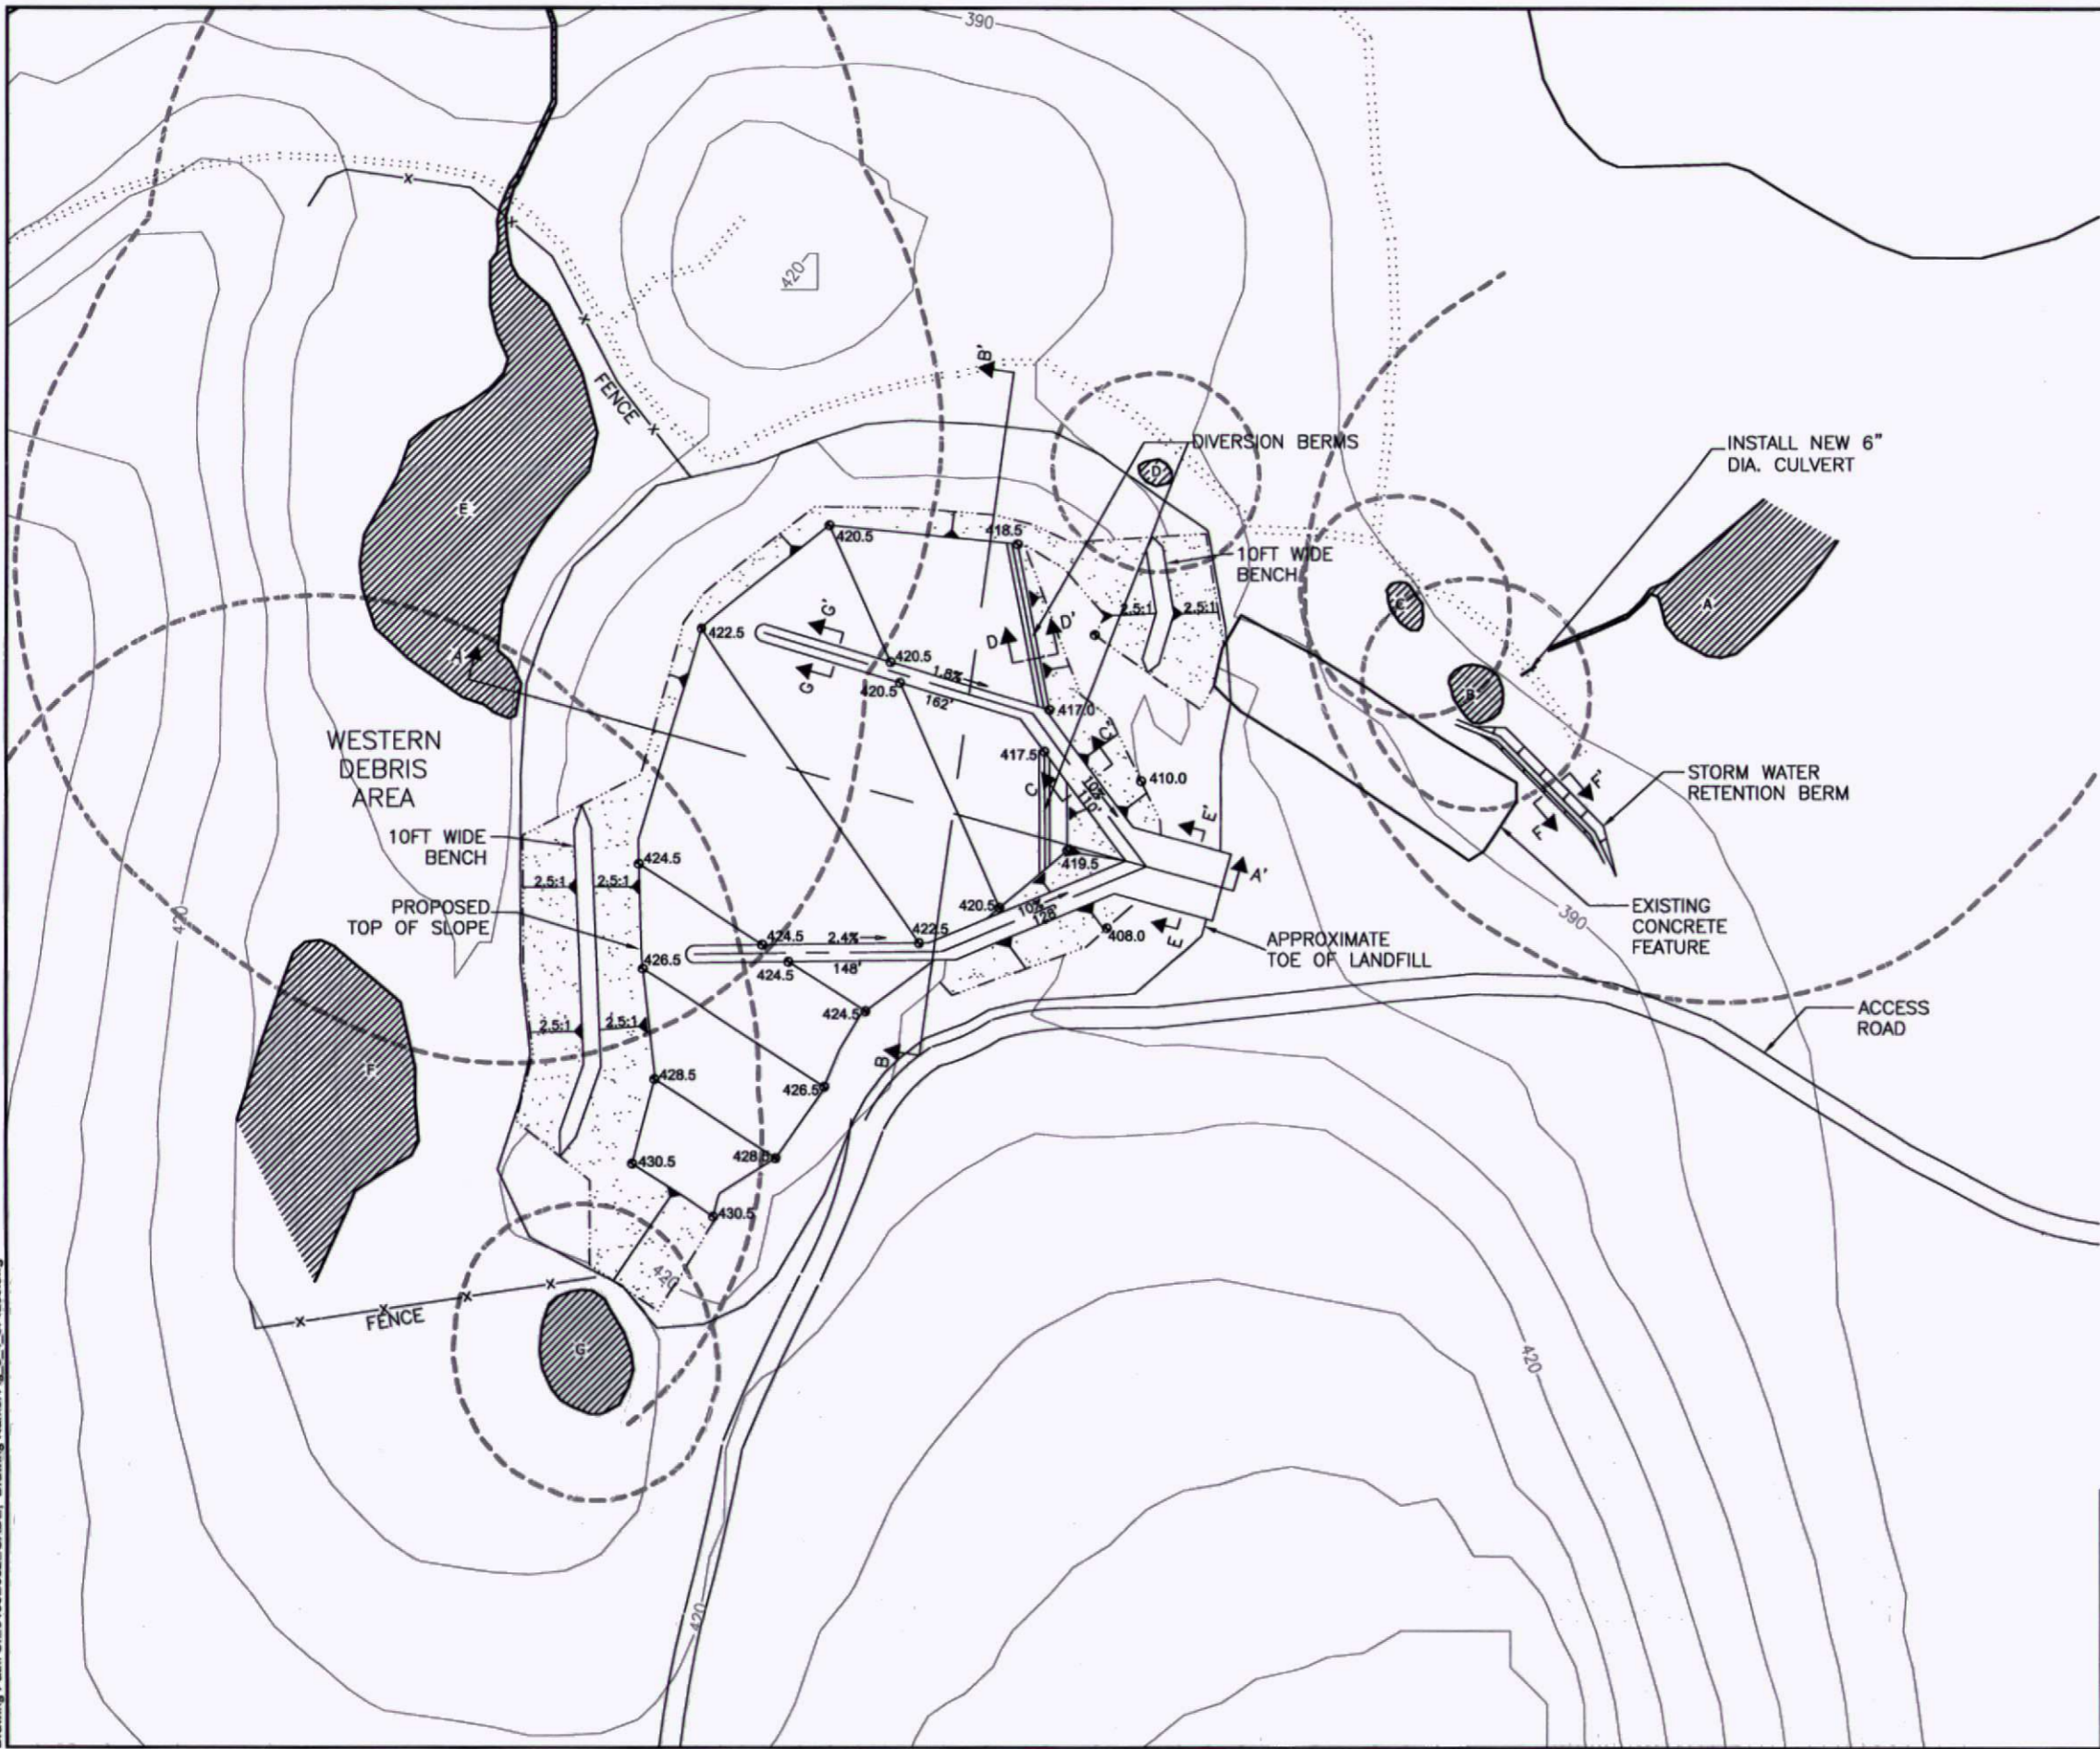 390
420
FENCE
B'
DIVERSION BERMS
D
INSTALL NEW 6"
DIA. CULVERT
E
420.5
418.5
10FT WIDE
BENCH
2.5:1
2.5:1
C
A
G'
422.5
D
D'
420.5
1.8%
420.5
162'
G
A
B
417.0
WESTERN
DEBRIS
AREA
417.5
C'
C
410.0
10%
110'
F'
F
STORM WATER
RETENTION BERM
10FT WIDE
BENCH
424.5
419.5
E'
A'
2.5:1
2.5:1
PROPOSED
TOP OF SLOPE
420.5
10%
126'
408.0
E
390
EXISTING
CONCRETE
FEATURE
420
424.5
2.4%
422.5
APPROXIMATE
TOE OF LANDFILL
426.5
424.5
148'
424.5
ACCESS
ROAD
2.5:1
2.5:1
B
F
428.5
426.5
428.5
430.5
430.5
420
FENCE
G
420
420